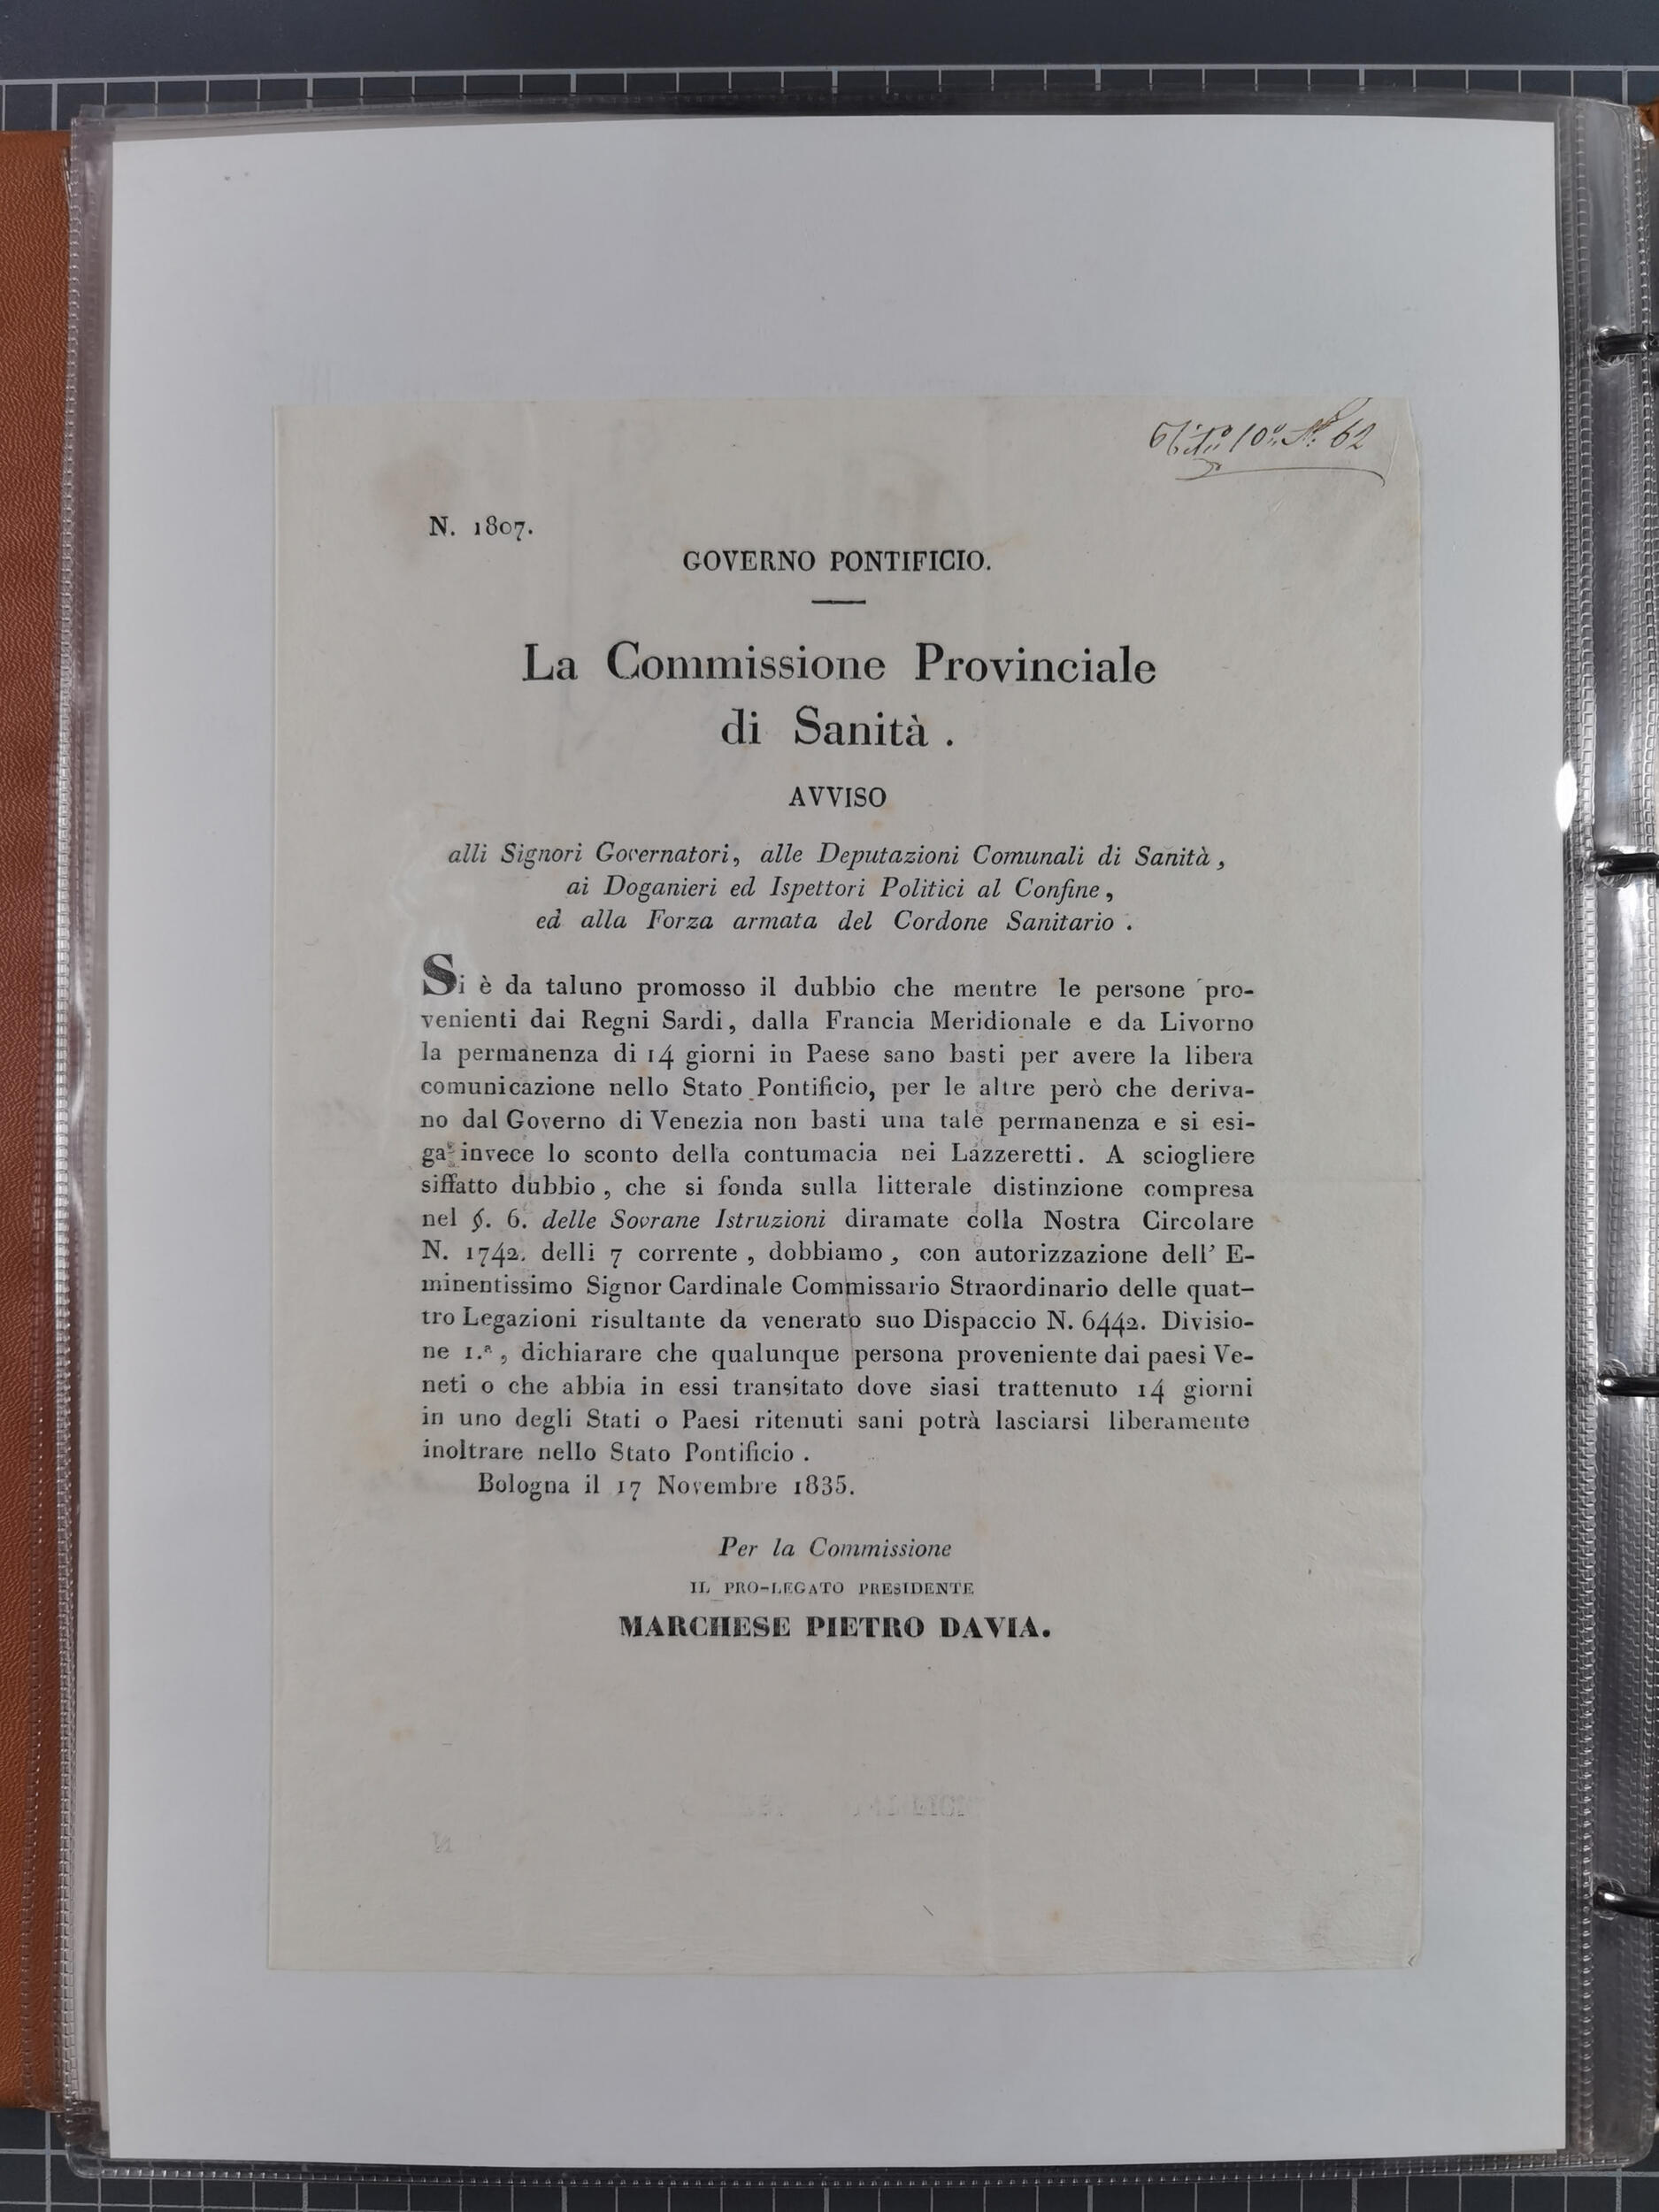 Tit.º 10º N.º 62
N. 1807.
GOVERNO PONTIFICIO.
La Commissione Provinciale
di Sanità .
AVVISO
alli Signori Governatori, alle Deputazioni Comunali di Sanità ,
ai Doganieri ed Ispettori Politici al Confine ,
ed alla Forza armata del Cordone Sanitario .
Si è da taluno promosso il dubbio che mentre le persone pro-
venienti dai Regni Sardi, dalla Francia Meridionale e da Livorno
la permanenza di 14 giorni in Paese sano basti per avere la libera
comunicazione nello Stato Pontificio, per le altre però che deriva-
no dal Governo di Venezia non basti una tale permanenza e si esi-
ga invece lo sconto della contumacia nei Lazzeretti. A sciogliere
siffatto dubbio , che si fonda sulla litterale distinzione compresa
nel §. 6. delle Sovrane Istruzioni diramate colla Nostra Circolare
N. 1742. delli 7 corrente , dobbiamo , con autorizzazione dell' E-
minentissimo Signor Cardinale Commissario Straordinario delle quat-
tro Legazioni risultante da venerato suo Dispaccio N. 6442. Divisio-
ne 1.ª , dichiarare che qualunque persona proveniente dai paesi Ve-
neti o che abbia in essi transitato dove siasi trattenuto 14 giorni
in uno degli Stati o Paesi ritenuti sani potrà lasciarsi liberamente
inoltrare nello Stato Pontificio .
Bologna il 17 Novembre 1835.
Per la Commissione
IL PRO-LEGATO PRESIDENTE
MARCHESE PIETRO DAVIA.